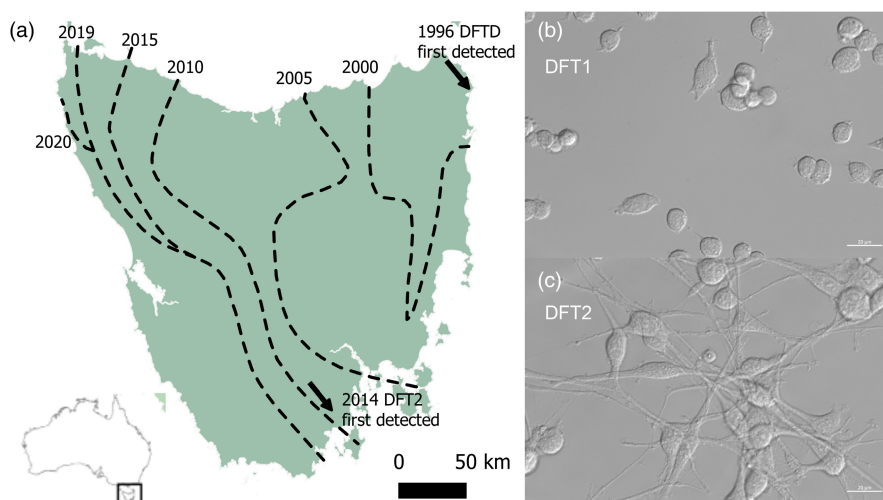 (a)
2019
2015
2010
2005
2000
1996 DFTD
first detected
2020
2014 DFT2
first detected
0 50 km
(b)
DFT1
(c)
DFT2